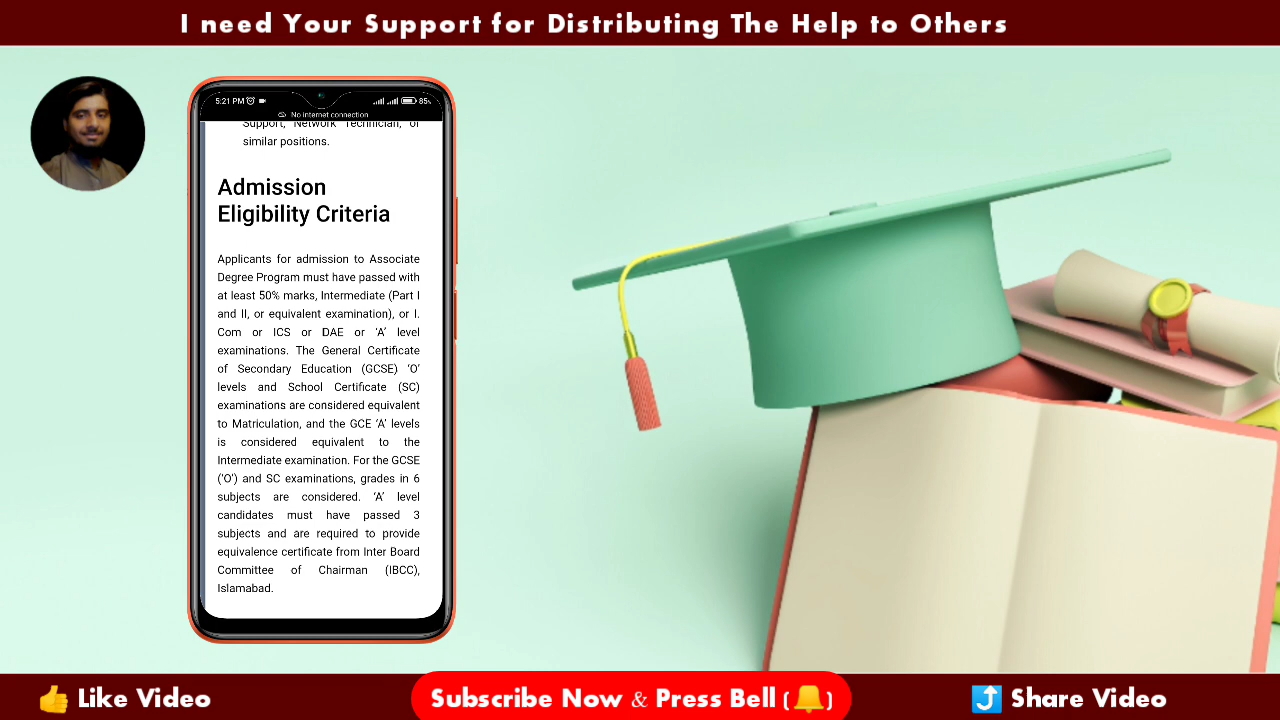 I need Your Support for Distributing The Help to Others
5:21 PM
85%
No internet connection
Support, Network Technician, or
similar positions.
Admission
Eligibility Criteria
Applicants for admission to Associate
Degree Program must have passed with
at least 50% marks, Intermediate (Part I
and II, or equivalent examination), or I.
Com or ICS or DAE or ‘A’ level
examinations. The General Certificate
of Secondary Education (GCSE) ‘O’
levels and School Certificate (SC)
examinations are considered equivalent
to Matriculation, and the GCE ‘A’ levels
is considered equivalent to the
Intermediate examination. For the GCSE
(‘O’) and SC examinations, grades in 6
subjects are considered. ‘A’ level
candidates must have passed 3
subjects and are required to provide
equivalence certificate from Inter Board
Committee of Chairman (IBCC),
Islamabad.
👍 Like Video
Subscribe Now & Press Bell (🔔)
⤴️ Share Video